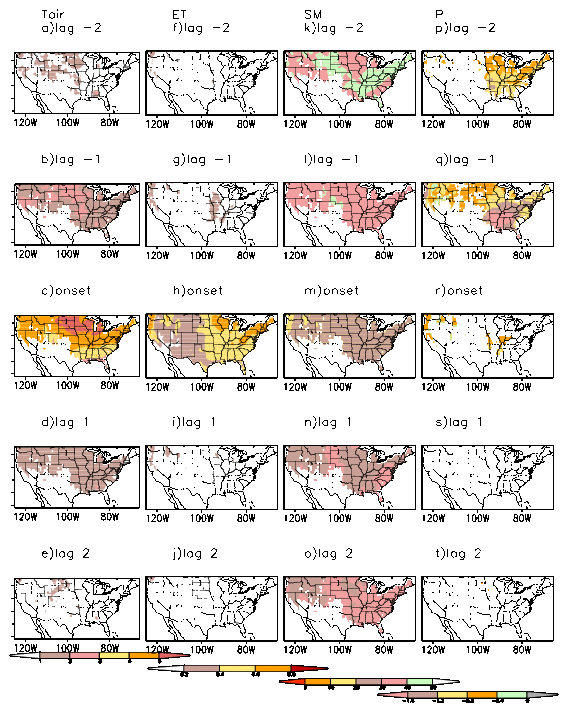 Tair ET SM P
a)lag -2 f)lag -2 k)lag -2 p)lag -2
120W 100W 80W 120W 100W 80W 120W 100W 80W 120W 100W 80W
b)lag -1 g)lag -1 l)lag -1 q)lag -1
120W 100W 80W 120W 100W 80W 120W 100W 80W 120W 100W 80W
c)onset h)onset m)onset r)onset
120W 100W 80W 120W 100W 80W 120W 100W 80W 120W 100W 80W
d)lag 1 i)lag 1 n)lag 1 s)lag 1
120W 100W 80W 120W 100W 80W 120W 100W 80W 120W 100W 80W
e)lag 2 j)lag 2 o)lag 2 t)lag 2
120W 100W 80W 120W 100W 80W 120W 100W 80W 120W 100W 80W